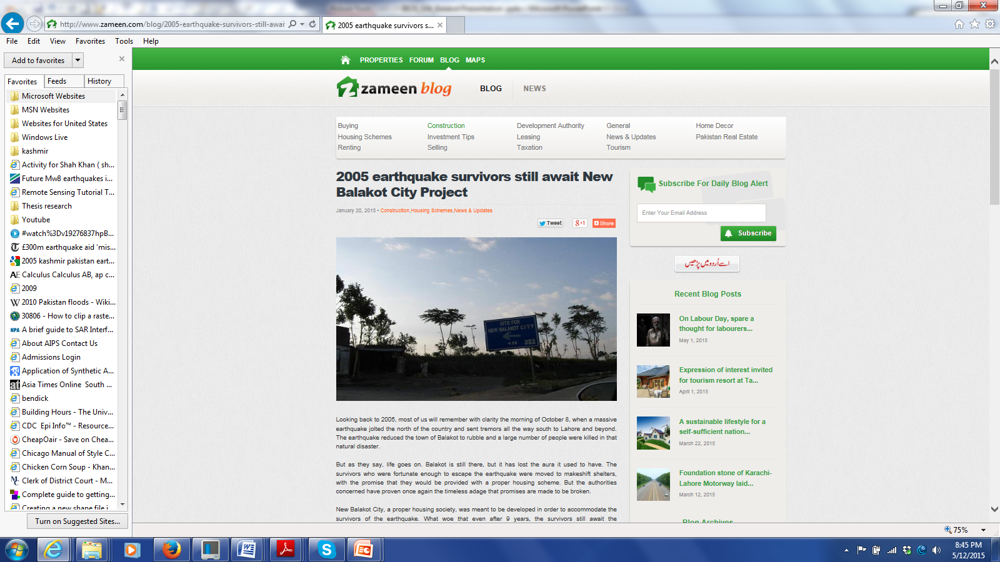 http://www.zameen.com/blog/2005-earthquake-survivors-still-awai
2005 earthquake survivors s...
File Edit View Favorites Tools Help
Add to favorites
Favorites Feeds History
Microsoft Websites
MSN Websites
Websites for United States
Windows Live
kashmir
Activity for Shah Khan ( sh...
Future Mw8 earthquakes i...
Remote Sensing Tutorial T...
Thesis research
Youtube
#watch%3Dv19276837hpB...
£300m earthquake aid 'mis...
2005 kashmir pakistan eart...
Calculus Calculus AB, ap c...
2009
2010 Pakistan floods - Wiki...
30806 - How to clip a raste...
A brief guide to SAR Interf...
About AIPS Contact Us
Admissions Login
Application of Synthetic A...
Asia Times Online South ...
bendick
Building Hours - The Univ...
CDC Epi Info™ - Resource...
CheapOair - Save on Chea...
Chicago Manual of Style C...
Chicken Corn Soup - Khan...
Clerk of District Court - M...
Complete guide to getting...
Creating a new shape file i...
Turn on Suggested Sites...
PROPERTIES FORUM BLOG MAPS
zameen blog BLOG NEWS
Buying Construction Development Authority General Home Decor
Housing Schemes Investment Tips Leasing News & Updates Pakistan Real Estate
Renting Selling Taxation Tourism
2005 earthquake survivors still await New
Balakot City Project
January 20, 2015 • Construction,Housing Schemes,News & Updates
Tweet g+1 Share
SITE FOR
NEW BALAKOT CITY
4 KM
Looking back to 2005, most of us will remember with clarity the morning of October 8, when a massive
earthquake jolted the north of the country and sent tremors all the way south to Lahore and beyond.
The earthquake reduced the town of Balakot to rubble and a large number of people were killed in that
natural disaster.
But as they say, life goes on. Balakot is still there, but it has lost the aura it used to have. The
survivors who were fortunate enough to escape the earthquake were moved to makeshift shelters,
with the promise that they would be provided with a proper housing scheme. But the authorities
concerned have proven once again the timeless adage that promises are made to be broken.
New Balakot City, a proper housing society, was meant to be developed in order to accommodate the
survivors of the earthquake. What woe that even after 9 years, the survivors still await the
Subscribe For Daily Blog Alert
Enter Your Email Address
Subscribe
اسے اُردو میں پڑھیں
Recent Blog Posts
On Labour Day, spare a
thought for labourers...
May 1, 2015
Expression of interest invited
for tourism resort at Ta...
April 1, 2015
A sustainable lifestyle for a
self-sufficient nation...
March 22, 2015
Foundation stone of Karachi-
Lahore Motorway laid...
March 12, 2015
Blog Archives
75%
8:45 PM
5/12/2015